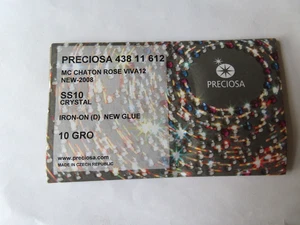 PRECIOSA 438 11 612
MC CHATON ROSE VIVA12
NEW-2008
SS10
CRYSTAL
IRON-ON (D) NEW GLUE
10 GRO
www.preciosa.com
MADE IN CZECH REPUBLIC
PRECIOSA